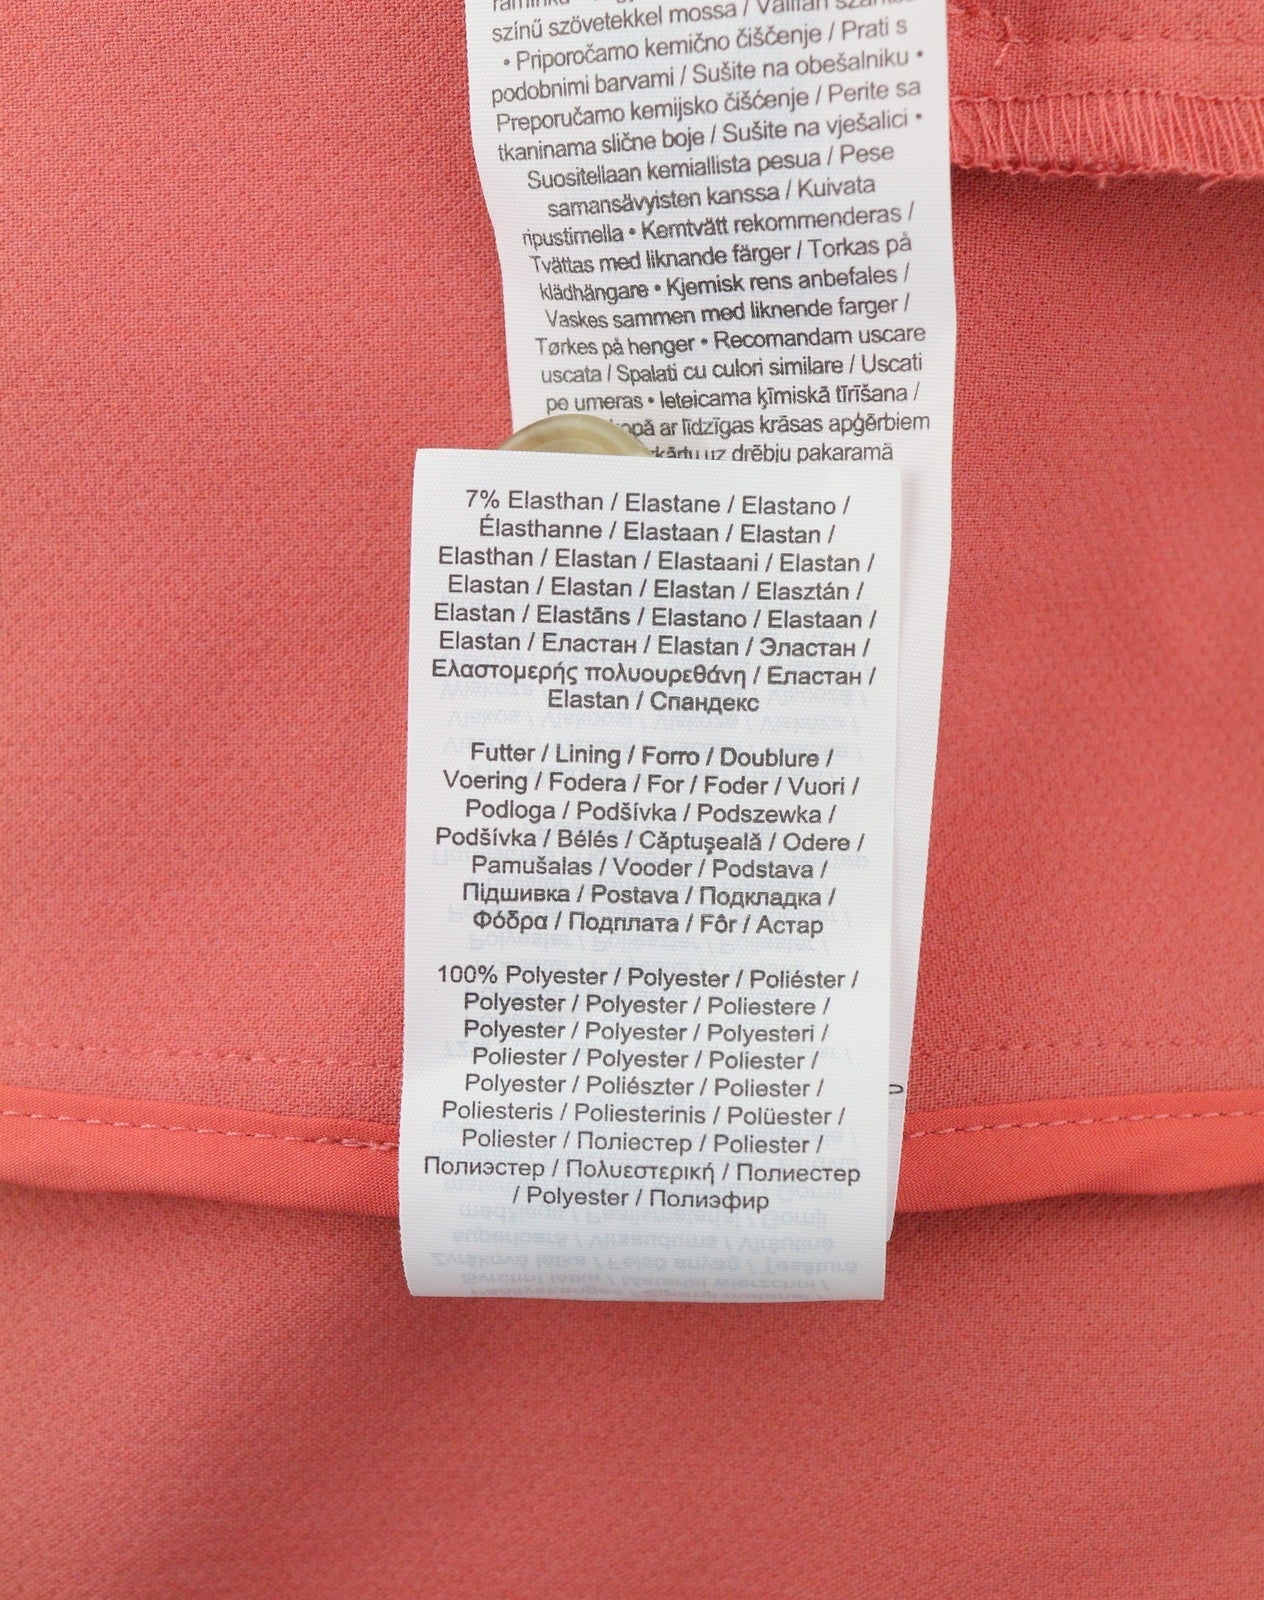 színű szövetekkel mossa /
• Priporočamo kemično čiščenje / Prati s
podobnimi barvami / Sušite na obešalniku •
Preporučamo kemijsko čišćenje / Perite sa
tkaninama slične boje / Sušite na vješalici •
Suositellaan kemiallista pesua / Pese
samansävyisten kanssa / Kuivata
ripustimella • Kemtvätt rekommenderas /
Tvättas med liknande färger / Torkas på
klädhängare • Kjemisk rens anbefales /
Vaskes sammen med liknende farger /
Tørkes på henger • Recomandam uscare
uscata / Spalati cu culori similare / Uscati
pe umeras • Ieteicama ķīmiskā tīrīšana /
ar līdzīgas krāsas apģērbiem
uz drēbju pakaramā
7% Elasthan / Elastane / Elastano /
Élasthanne / Elastaan / Elastan /
Elasthan / Elastan / Elastaani / Elastan /
Elastan / Elastan / Elastan / Elasztán /
Elastan / Elastāns / Elastano / Elastaan /
Elastan / Еластан / Elastan / Эластан /
Ελαστομερής πολυουρεθάνη / Еластан /
Elastan / Спандекс
Futter / Lining / Forro / Doublure /
Voering / Fodera / For / Foder / Vuori /
Podloga / Podšívka / Podszewka /
Podšívka / Bélés / Căptuşeală / Odere /
Pamušalas / Vooder / Podstava /
Підшивка / Postava / Подкладка /
Φόδρα / Подплата / Fôr / Астар
100% Polyester / Polyester / Poliéster /
Polyester / Polyester / Poliestere /
Polyester / Polyester / Polyesteri /
Poliester / Polyester / Poliester /
Polyester / Poliészter / Poliester /
Poliesteris / Poliesterinis / Polüester /
Poliester / Поліестер / Poliester /
Полиэстер / Πολυεστερική / Полиестер
/ Polyester / Полиэфир